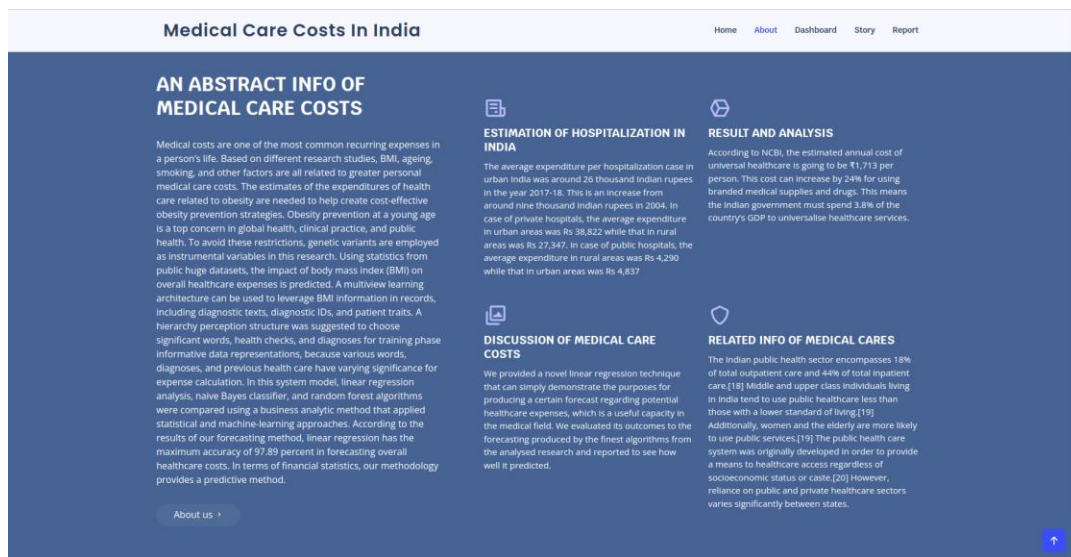 Medical Care Costs In India
Home About Dashboard Story Report
AN ABSTRACT INFO OF
MEDICAL CARE COSTS
Medical costs are one of the most common recurring expenses in
a person's life. Based on different research studies, BMI, ageing,
smoking, and other factors are all related to greater personal
medical care costs. The estimates of the expenditures of health
care related to obesity are needed to help create cost-effective
obesity prevention strategies. Obesity prevention at a young age
is a top concern in global health, clinical practice, and public
health. To avoid these restrictions, genetic variants are employed
as instrumental variables in this research. Using statistics from
public huge datasets, the impact of body mass index (BMI) on
overall healthcare expenses is predicted. A multiview learning
architecture can be used to leverage BMI information in records,
including diagnostic texts, diagnostic IDs, and patient traits. A
hierarchy perception structure was suggested to choose
significant words, health checks, and diagnoses for training phase
informative data representations, because various words,
diagnoses, and previous health care have varying significance for
expense calculation. In this system model, linear regression
analysis, naive Bayes classifier, and random forest algorithms
were compared using a business analytic method that applied
statistical and machine-learning approaches. According to the
results of our forecasting method, linear regression has the
maximum accuracy of 97.89 percent in forecasting overall
healthcare costs. In terms of financial statistics, our methodology
provides a predictive method.
About us ›
ESTIMATION OF HOSPITALIZATION IN
INDIA
The average expenditure per hospitalization case in
urban India was around 26 thousand Indian rupees
in the year 2017-18. This is an increase from
around nine thousand Indian rupees in 2004. In
case of private hospitals, the average expenditure
in urban areas was Rs 38,822 while that in rural
areas was Rs 27,347. In case of public hospitals, the
average expenditure in rural areas was Rs 4,290
while that in urban areas was Rs 4,837
RESULT AND ANALYSIS
According to NCBI, the estimated annual cost of
universal healthcare is going to be ₹1,713 per
person. This cost can increase by 24% for using
branded medical supplies and drugs. This means
the Indian government must spend 3.8% of the
country's GDP to universalise healthcare services.
DISCUSSION OF MEDICAL CARE
COSTS
We provided a novel linear regression technique
that can simply demonstrate the purposes for
producing a certain forecast regarding potential
healthcare expenses, which is a useful capacity in
the medical field. We evaluated its outcomes to the
forecasting produced by the finest algorithms from
the analysed research and reported to see how
well it predicted.
RELATED INFO OF MEDICAL CARES
The Indian public health sector encompasses 18%
of total outpatient care and 44% of total inpatient
care.[18] Middle and upper class individuals living
in India tend to use public healthcare less than
those with a lower standard of living.[19]
Additionally, women and the elderly are more likely
to use public services.[19] The public health care
system was originally developed in order to provide
a means to healthcare access regardless of
socioeconomic status or caste.[20] However,
reliance on public and private healthcare sectors
varies significantly between states.